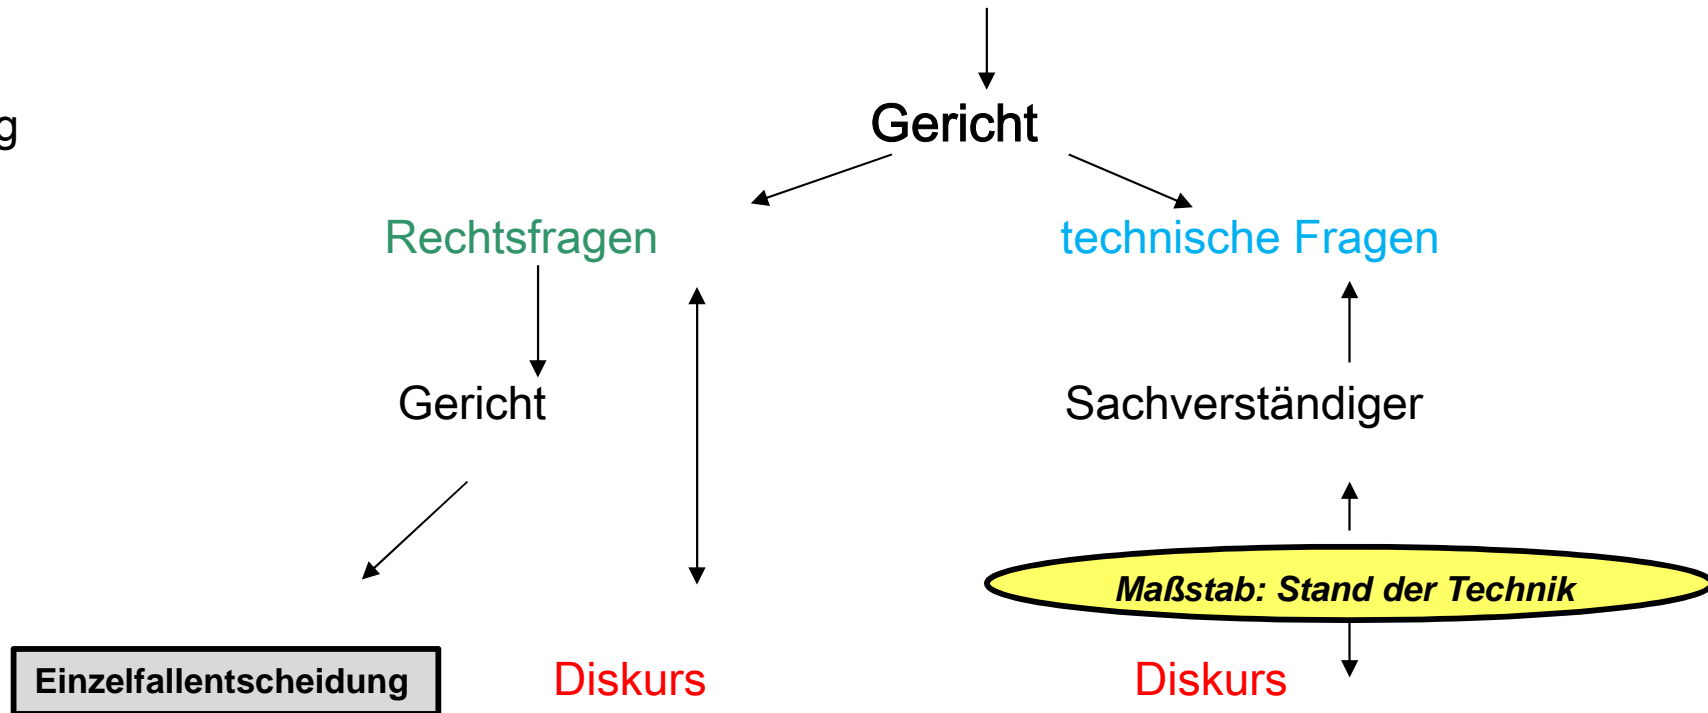 g
Gericht
Rechtsfragen
technische Fragen
Gericht
Sachverständiger
Maßstab: Stand der Technik
Einzelfallentscheidung
Diskurs
Diskurs